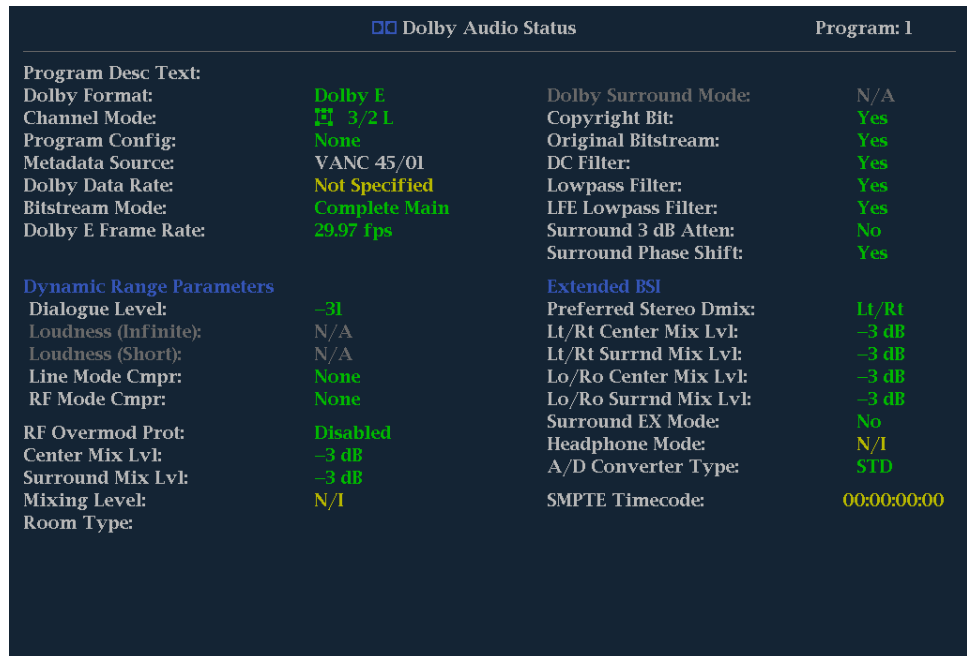 Dolby Audio Status Program: 1
Program Desc Text:
Dolby Format: Dolby E Dolby Surround Mode: N/A
Channel Mode: 3/2 L Copyright Bit: Yes
Program Config: None Original Bitstream: Yes
Metadata Source: VANC 45/01 DC Filter: Yes
Dolby Data Rate: Not Specified Lowpass Filter: Yes
Bitstream Mode: Complete Main LFE Lowpass Filter: Yes
Dolby E Frame Rate: 29.97 fps Surround 3 dB Atten: No
Surround Phase Shift: Yes
Dynamic Range Parameters Extended BSI
Dialogue Level: −31 Preferred Stereo Dmix: Lt/Rt
Loudness (Infinite): N/A Lt/Rt Center Mix Lvl: −3 dB
Loudness (Short): N/A Lt/Rt Surrnd Mix Lvl: −3 dB
Line Mode Cmpr: None Lo/Ro Center Mix Lvl: −3 dB
RF Mode Cmpr: None Lo/Ro Surrnd Mix Lvl: −3 dB
Surround EX Mode: No
RF Overmod Prot: Disabled Headphone Mode: N/I
Center Mix Lvl: −3 dB A/D Converter Type: STD
Surround Mix Lvl: −3 dB
Mixing Level: N/I SMPTE Timecode: 00:00:00:00
Room Type: